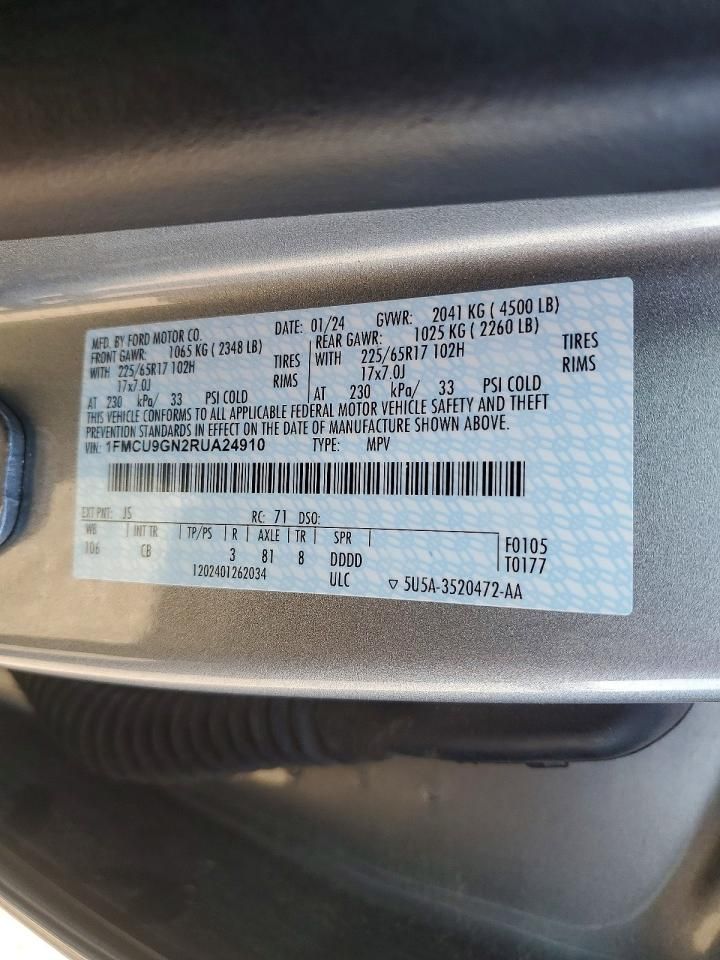 MFD. BY FORD MOTOR CO. DATE: 01/24 GVWR: 2041 KG ( 4500 LB)
FRONT GAWR: 1065 KG ( 2348 LB) REAR GAWR: 1025 KG ( 2260 LB)
WITH 225/65R17 102H TIRES WITH 225/65R17 102H TIRES
17x7.0J RIMS 17x7.0J RIMS
AT 230 kPa/ 33 PSI COLD AT 230 kPa/ 33 PSI COLD
THIS VEHICLE CONFORMS TO ALL APPLICABLE FEDERAL MOTOR VEHICLE SAFETY AND THEFT
PREVENTION STANDARDS IN EFFECT ON THE DATE OF MANUFACTURE SHOWN ABOVE.
VIN: 1FMCU9GN2RUA24910 TYPE: MPV
EXT PNT: JS RC: 71 DSO:
WB INT TR TP/PS R AXLE TR SPR F0105
106 CB 3 81 8 DDDD T0177
1202401262034 ULC ▽ 5U5A-3520472-AA